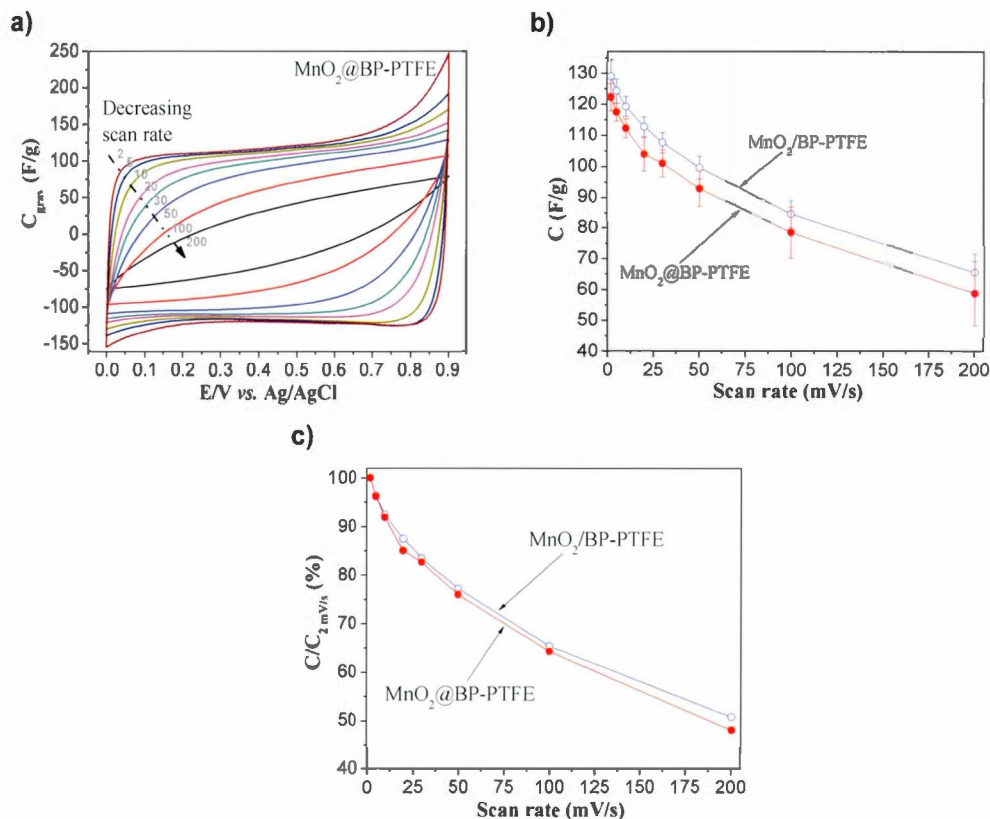 a)
250
200
150
100
50
0
-50
-100
-150
C_grav. (F/g)
MnO₂@BP-PTFE
Decreasing
scan rate
2
5
10
20
30
50
100
200
0.0 0.1 0.2 0.3 0.4 0.5 0.6 0.7 0.8 0.9
E/V vs. Ag/AgCl
b)
130
120
110
100
90
80
70
60
50
40
C (F/g)
MnO₂/BP-PTFE
MnO₂@BP-PTFE
0 25 50 75 100 125 150 175 200
Scan rate (mV/s)
c)
100
90
80
70
60
50
40
C/C₂ mV/s (%)
MnO₂/BP-PTFE
MnO₂@BP-PTFE
0 25 50 75 100 125 150 175 200
Scan rate (mV/s)